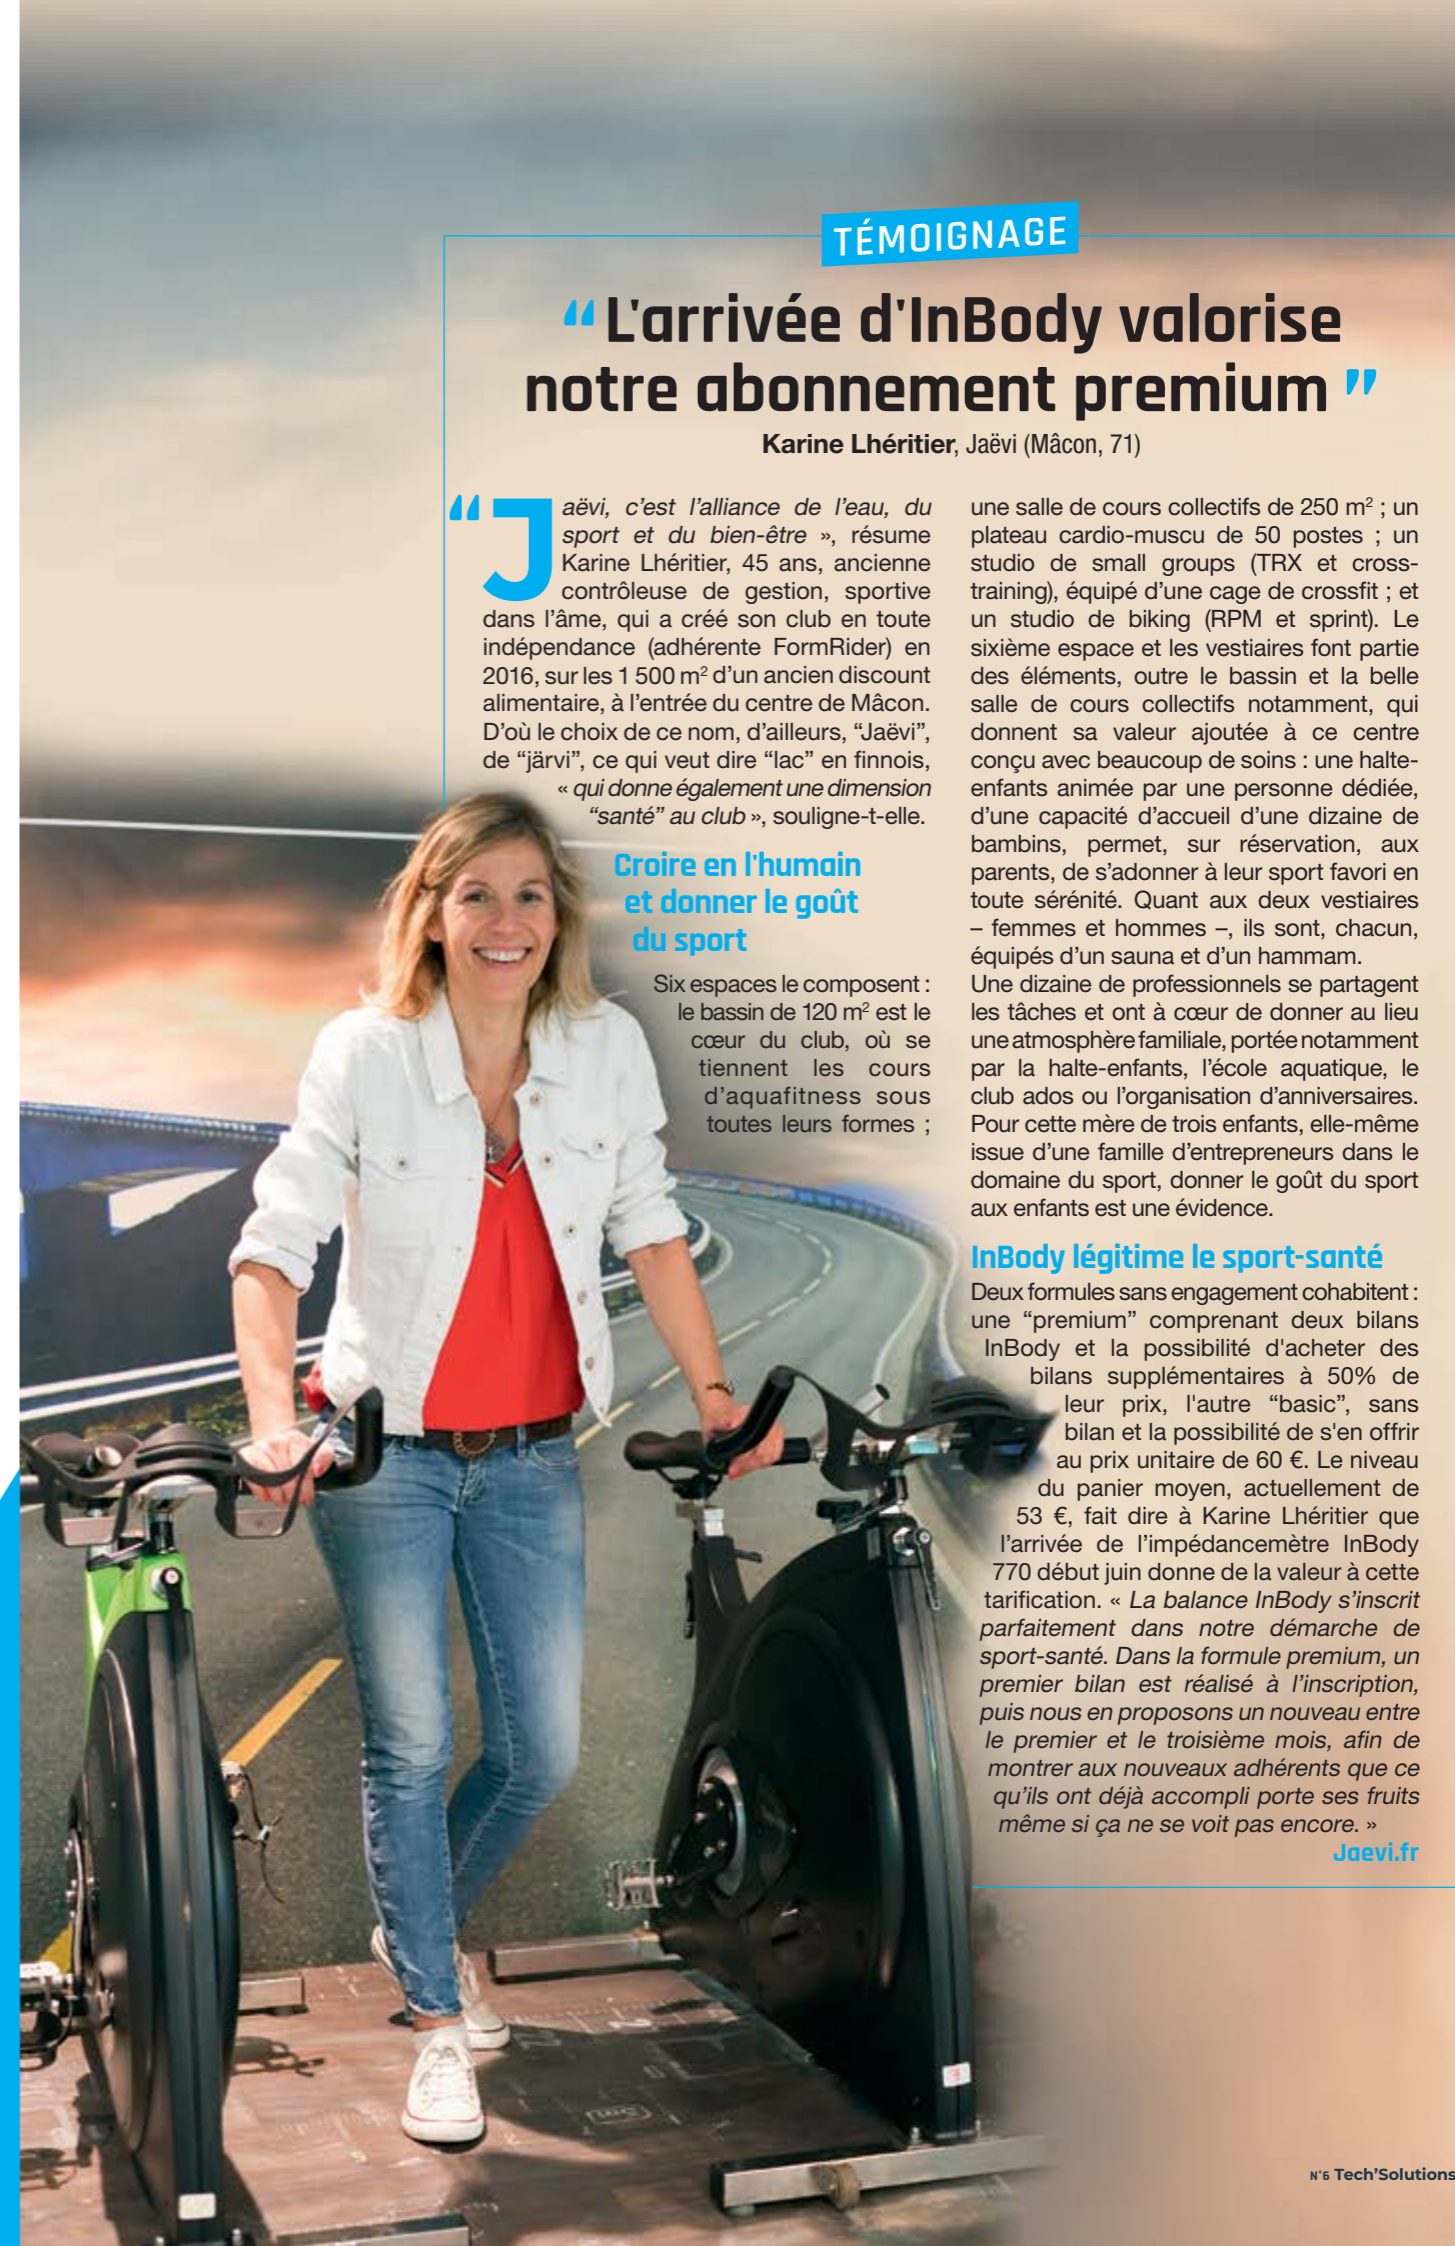 TÉMOIGNAGE
“ L'arrivée d'InBody valorise
notre abonnement premium ”
Karine Lhéritier, Jaëvi (Mâcon, 71)
“Jaëvi, c’est l’alliance de l’eau, du
sport et du bien-être », résume
Karine Lhéritier, 45 ans, ancienne
contrôleuse de gestion, sportive
dans l’âme, qui a créé son club en toute
indépendance (adhérente FormRider) en
2016, sur les 1 500 m² d’un ancien discount
alimentaire, à l’entrée du centre de Mâcon.
D’où le choix de ce nom, d’ailleurs, “Jaëvi”,
de “järvi”, ce qui veut dire “lac” en finnois,
« qui donne également une dimension
“santé” au club », souligne-t-elle.
Croire en l'humain
et donner le goût
du sport
Six espaces le composent :
le bassin de 120 m² est le
cœur du club, où se
tiennent les cours
d’aquafitness sous
toutes leurs formes ;
une salle de cours collectifs de 250 m² ; un
plateau cardio-muscu de 50 postes ; un
studio de small groups (TRX et cross-
training), équipé d’une cage de crossfit ; et
un studio de biking (RPM et sprint). Le
sixième espace et les vestiaires font partie
des éléments, outre le bassin et la belle
salle de cours collectifs notamment, qui
donnent sa valeur ajoutée à ce centre
conçu avec beaucoup de soins : une halte-
enfants animée par une personne dédiée,
d’une capacité d’accueil d’une dizaine de
bambins, permet, sur réservation, aux
parents, de s’adonner à leur sport favori en
toute sérénité. Quant aux deux vestiaires
– femmes et hommes –, ils sont, chacun,
équipés d’un sauna et d’un hammam.
Une dizaine de professionnels se partagent
les tâches et ont à cœur de donner au lieu
une atmosphère familiale, portée notamment
par la halte-enfants, l’école aquatique, le
club ados ou l’organisation d’anniversaires.
Pour cette mère de trois enfants, elle-même
issue d’une famille d’entrepreneurs dans le
domaine du sport, donner le goût du sport
aux enfants est une évidence.
InBody légitime le sport-santé
Deux formules sans engagement cohabitent :
une “premium” comprenant deux bilans
InBody et la possibilité d'acheter des
bilans supplémentaires à 50% de
leur prix, l'autre “basic”, sans
bilan et la possibilité de s'en offrir
au prix unitaire de 60 €. Le niveau
du panier moyen, actuellement de
53 €, fait dire à Karine Lhéritier que
l’arrivée de l’impédancemètre InBody
770 début juin donne de la valeur à cette
tarification. « La balance InBody s’inscrit
parfaitement dans notre démarche de
sport-santé. Dans la formule premium, un
premier bilan est réalisé à l’inscription,
puis nous en proposons un nouveau entre
le premier et le troisième mois, afin de
montrer aux nouveaux adhérents que ce
qu’ils ont déjà accompli porte ses fruits
même si ça ne se voit pas encore. »
Jaevi.fr
N°6 Tech’Solutions